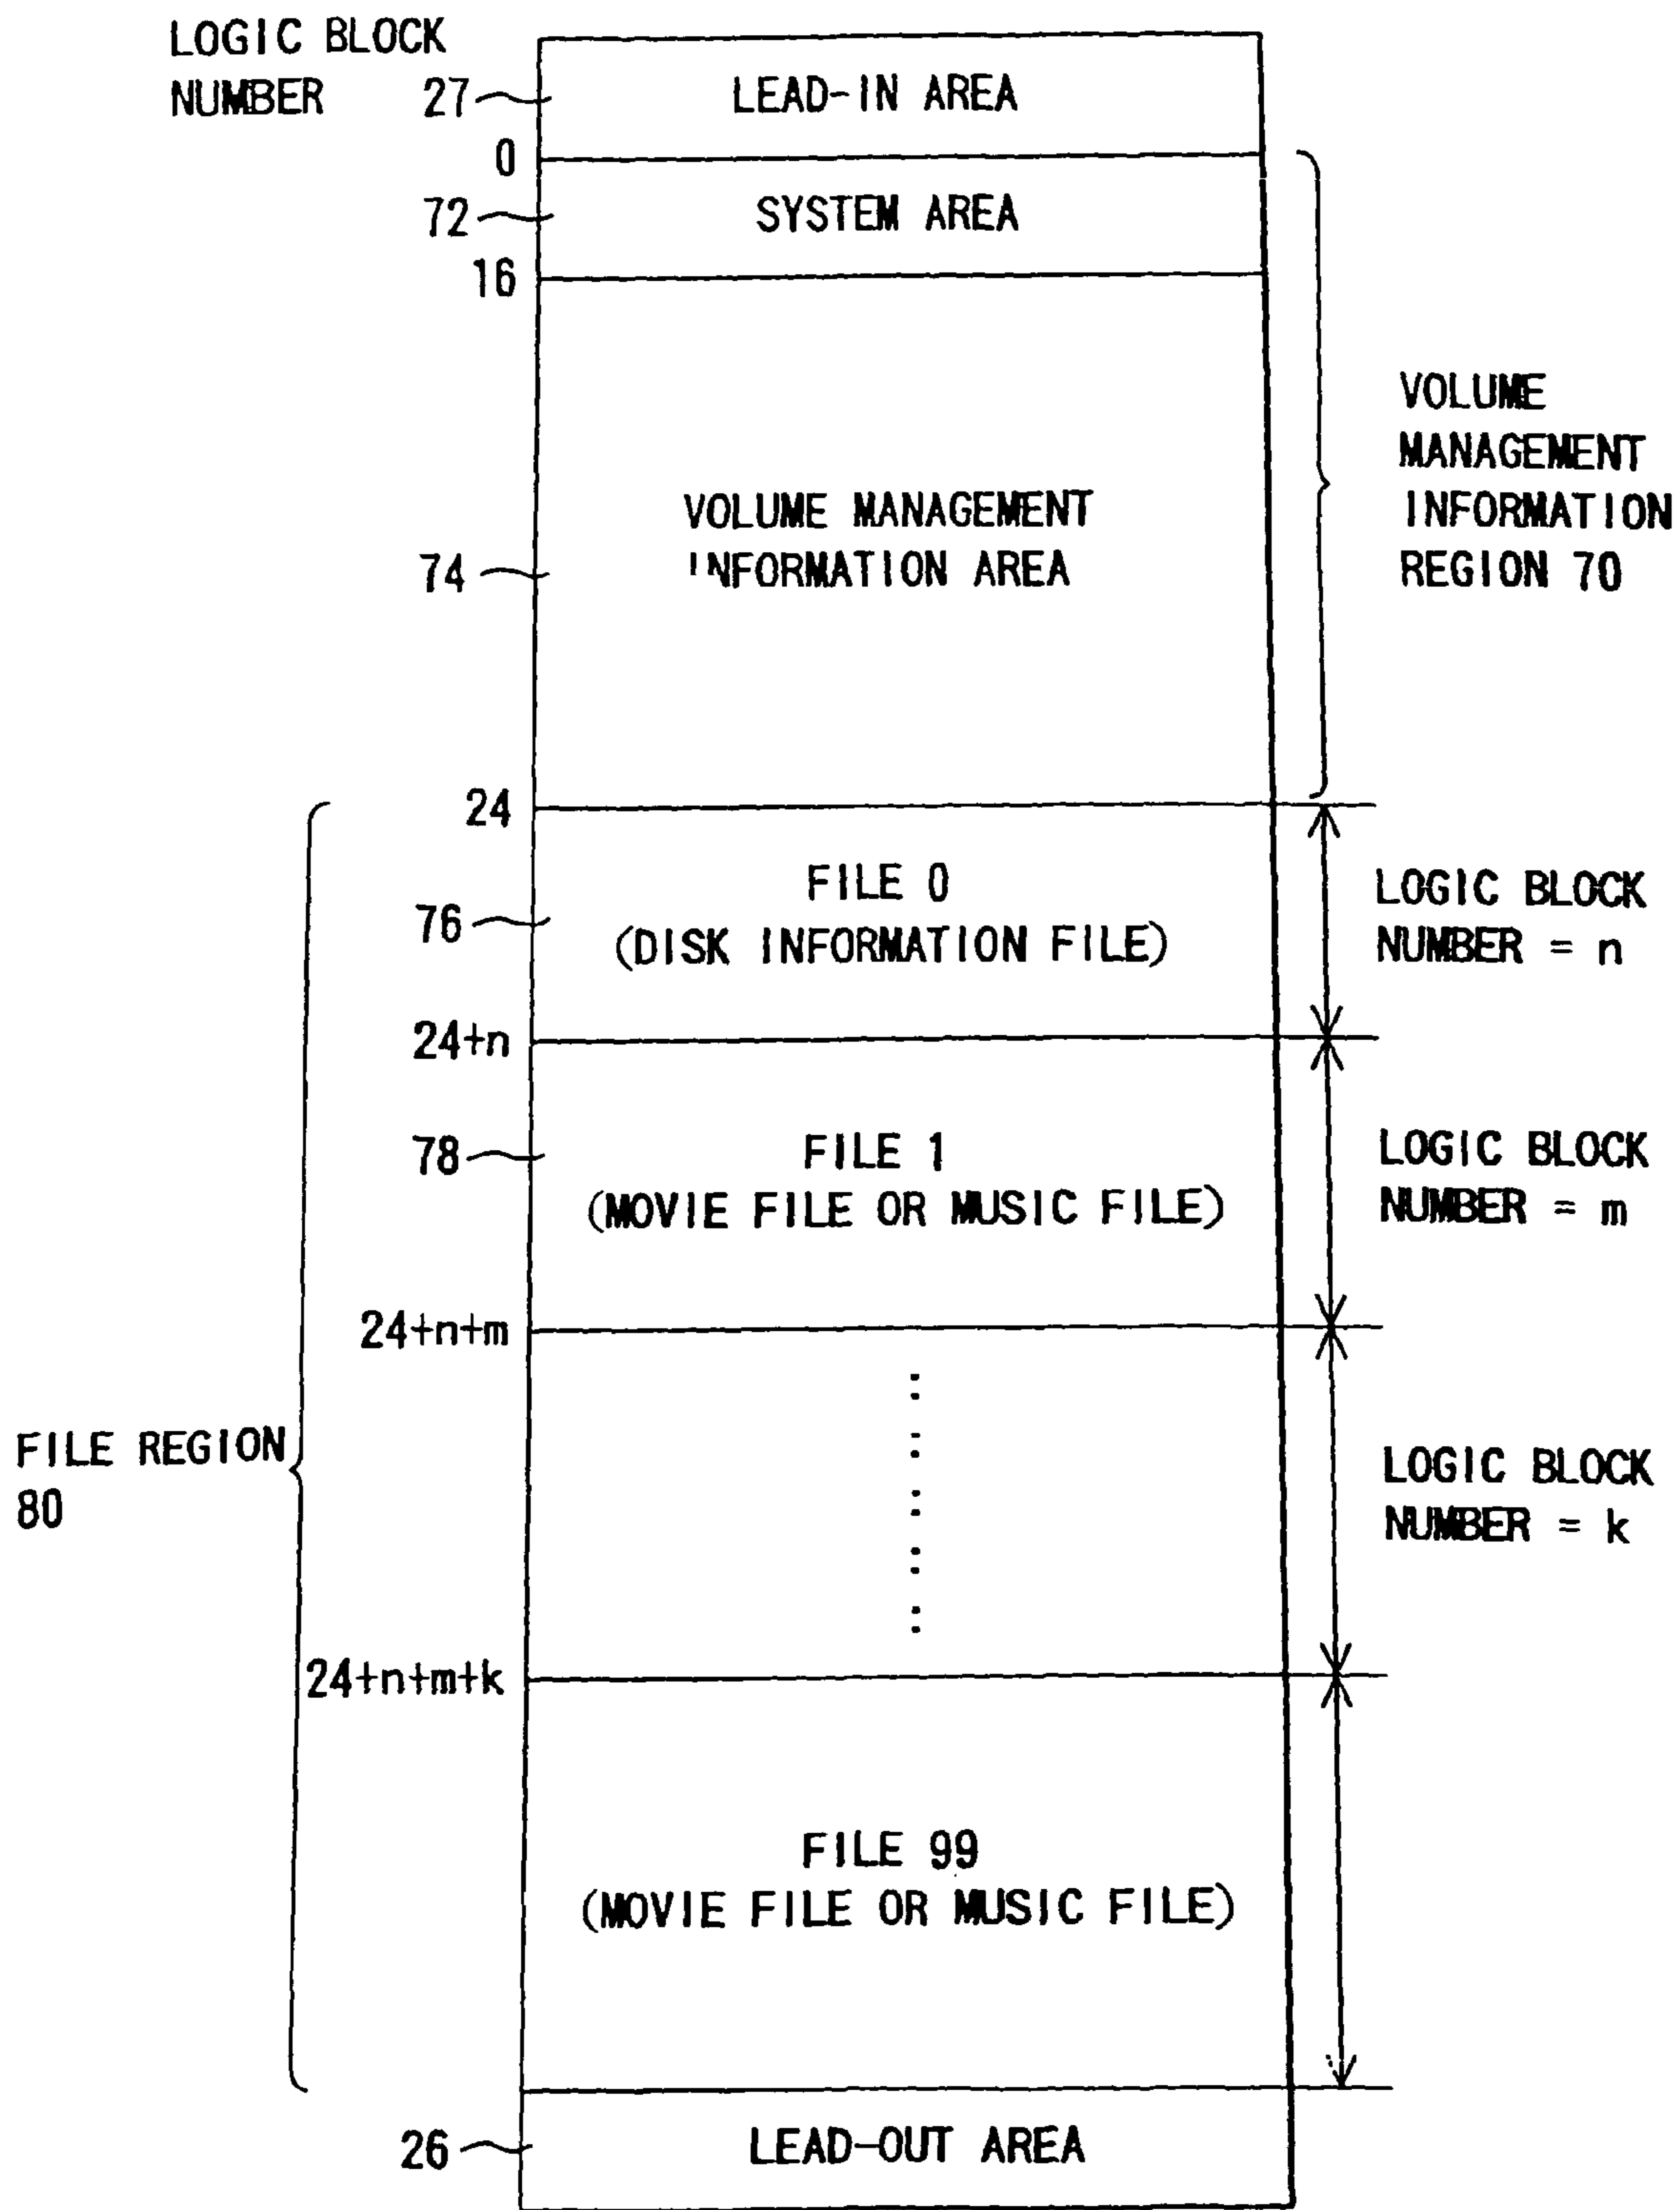 LOGIC BLOCK
NUMBER
27
LEAD-IN AREA
0
72
SYSTEM AREA
16
VOLUME
MANAGEMENT
INFORMATION
REGION 70
VOLUME MANAGEMENT
74
INFORMATION AREA
24
FILE 0
76
(DISK INFORMATION FILE)
LOGIC BLOCK
NUMBER = n
24+n
78
FILE 1
(MOVIE FILE OR MUSIC FILE)
LOGIC BLOCK
NUMBER = m
24+n+m
FILE REGION
80
LOGIC BLOCK
NUMBER = k
24+n+m+k
FILE 99
(MOVIE FILE OR MUSIC FILE)
26
LEAD-OUT AREA